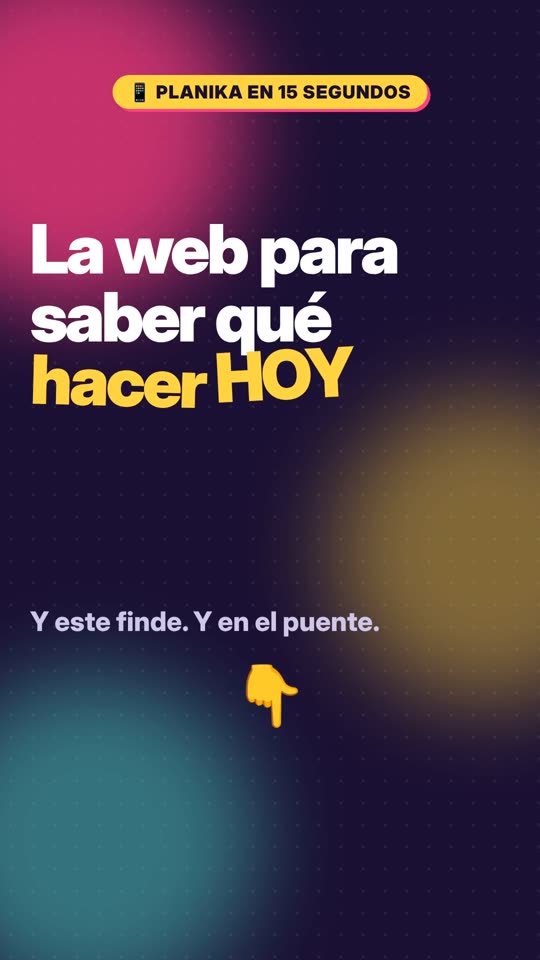 📱 PLANIKA EN 15 SEGUNDOS
La web para
saber qué
hacer HOY
Y este finde. Y en el puente.
👇